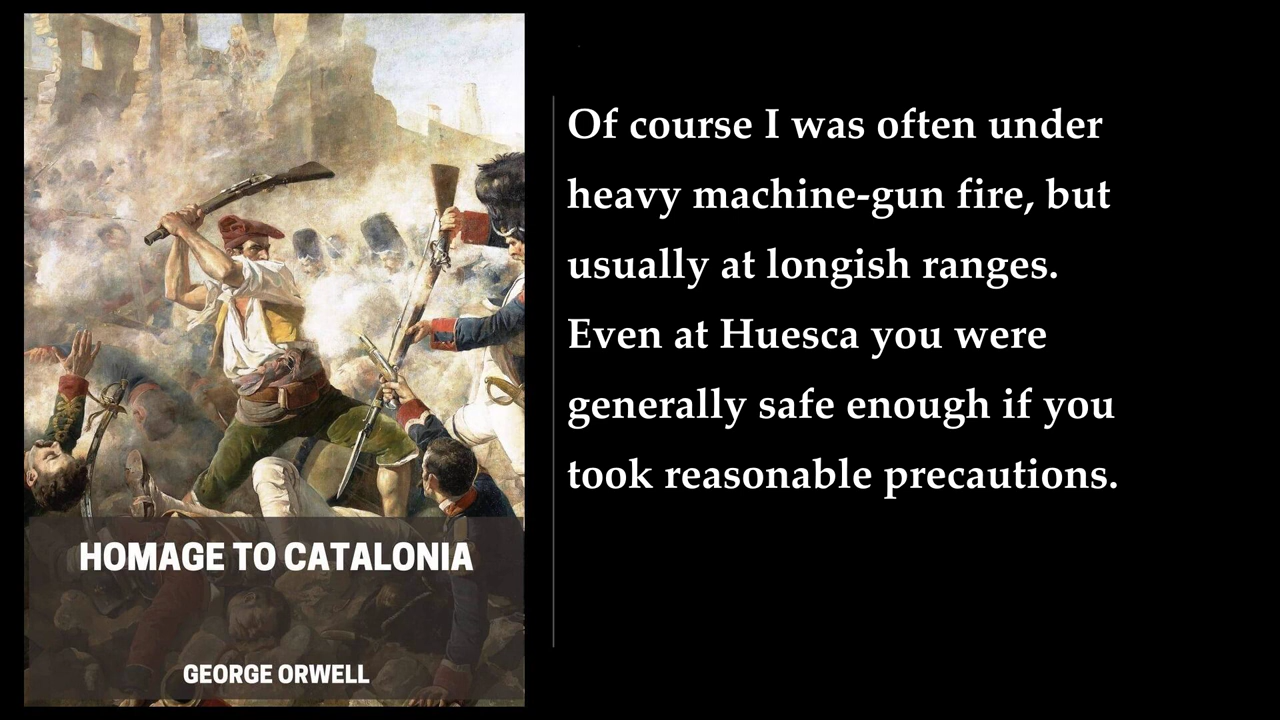 Of course I was often under
heavy machine-gun fire, but
usually at longish ranges.
Even at Huesca you were
generally safe enough if you
took reasonable precautions.
HOMAGE TO CATALONIA
GEORGE ORWELL